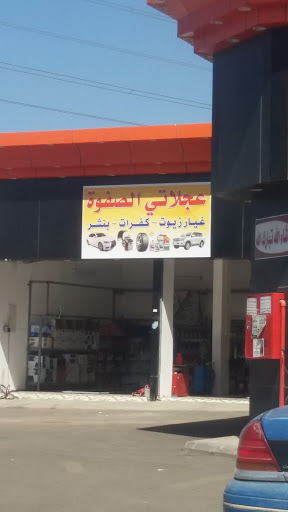 عجلاتي الصفوة
غيار زيوت - كفرات - بنشر